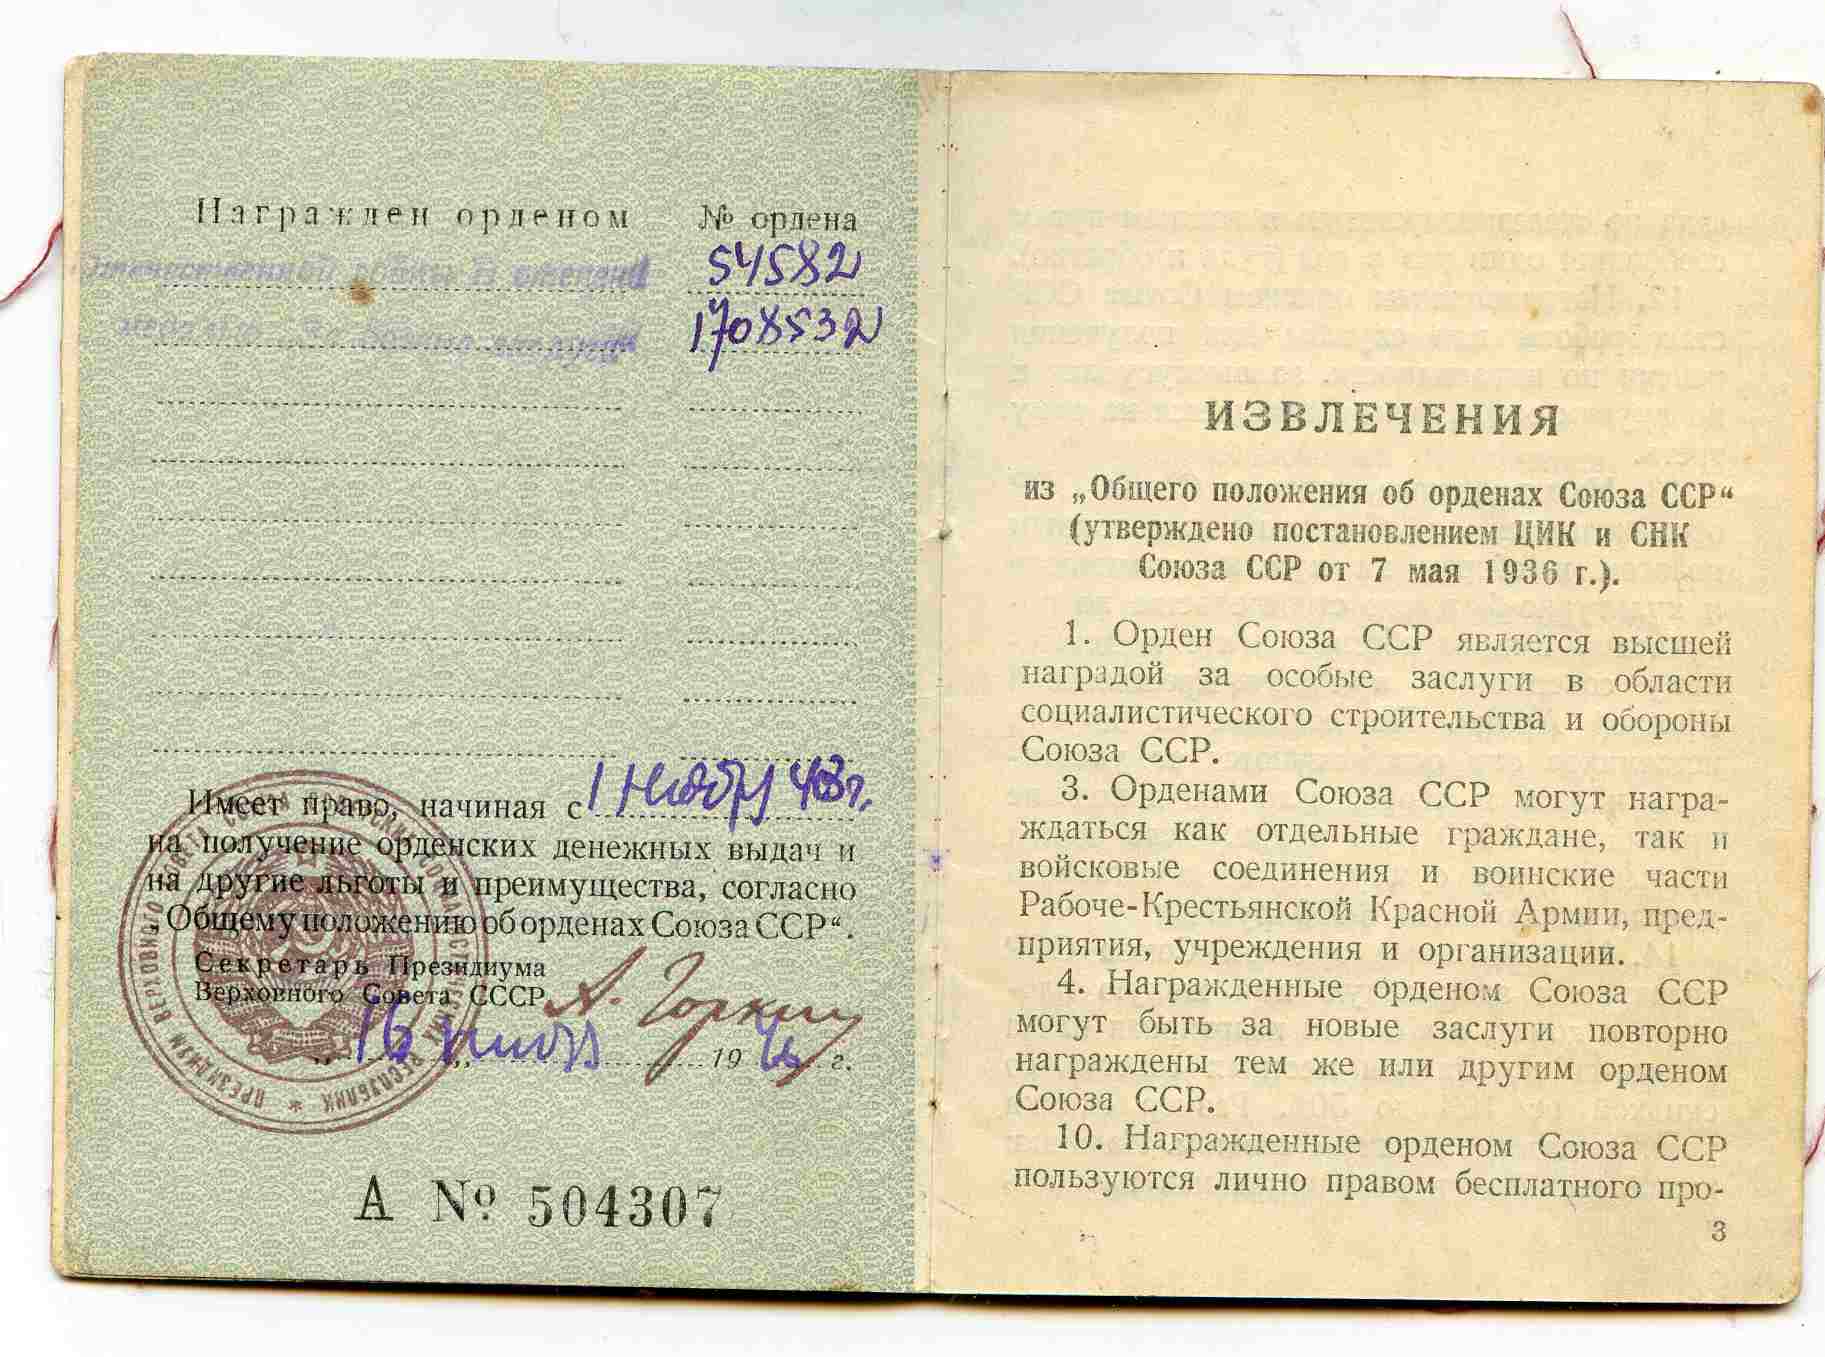 Награжден орденом № ордена
54582
1708532
Имеет право, начиная с 1
на получение орденских денежных выдач и
на другие льготы и преимущества, согласно
„Общему положению об орденах Союза ССР“.
Секретарь Президиума
Верховного Совета СССР А. Горкин
„16 19 г.
А № 504307
ИЗВЛЕЧЕНИЯ
из „Общего положения об орденах Союза ССР“
(утверждено постановлением ЦИК и СНК
Союза ССР от 7 мая 1936 г.).
1. Орден Союза ССР является высшей
наградой за особые заслуги в области
социалистического строительства и обороны
Союза ССР.
3. Орденами Союза ССР могут награ-
ждаться как отдельные граждане, так и
войсковые соединения и воинские части
Рабоче-Крестьянской Красной Армии, пред-
приятия, учреждения и организации.
4. Награжденные орденом Союза ССР
могут быть за новые заслуги повторно
награждены тем же или другим орденом
Союза ССР.
10. Награжденные орденом Союза ССР
пользуются лично правом бесплатного про-
3